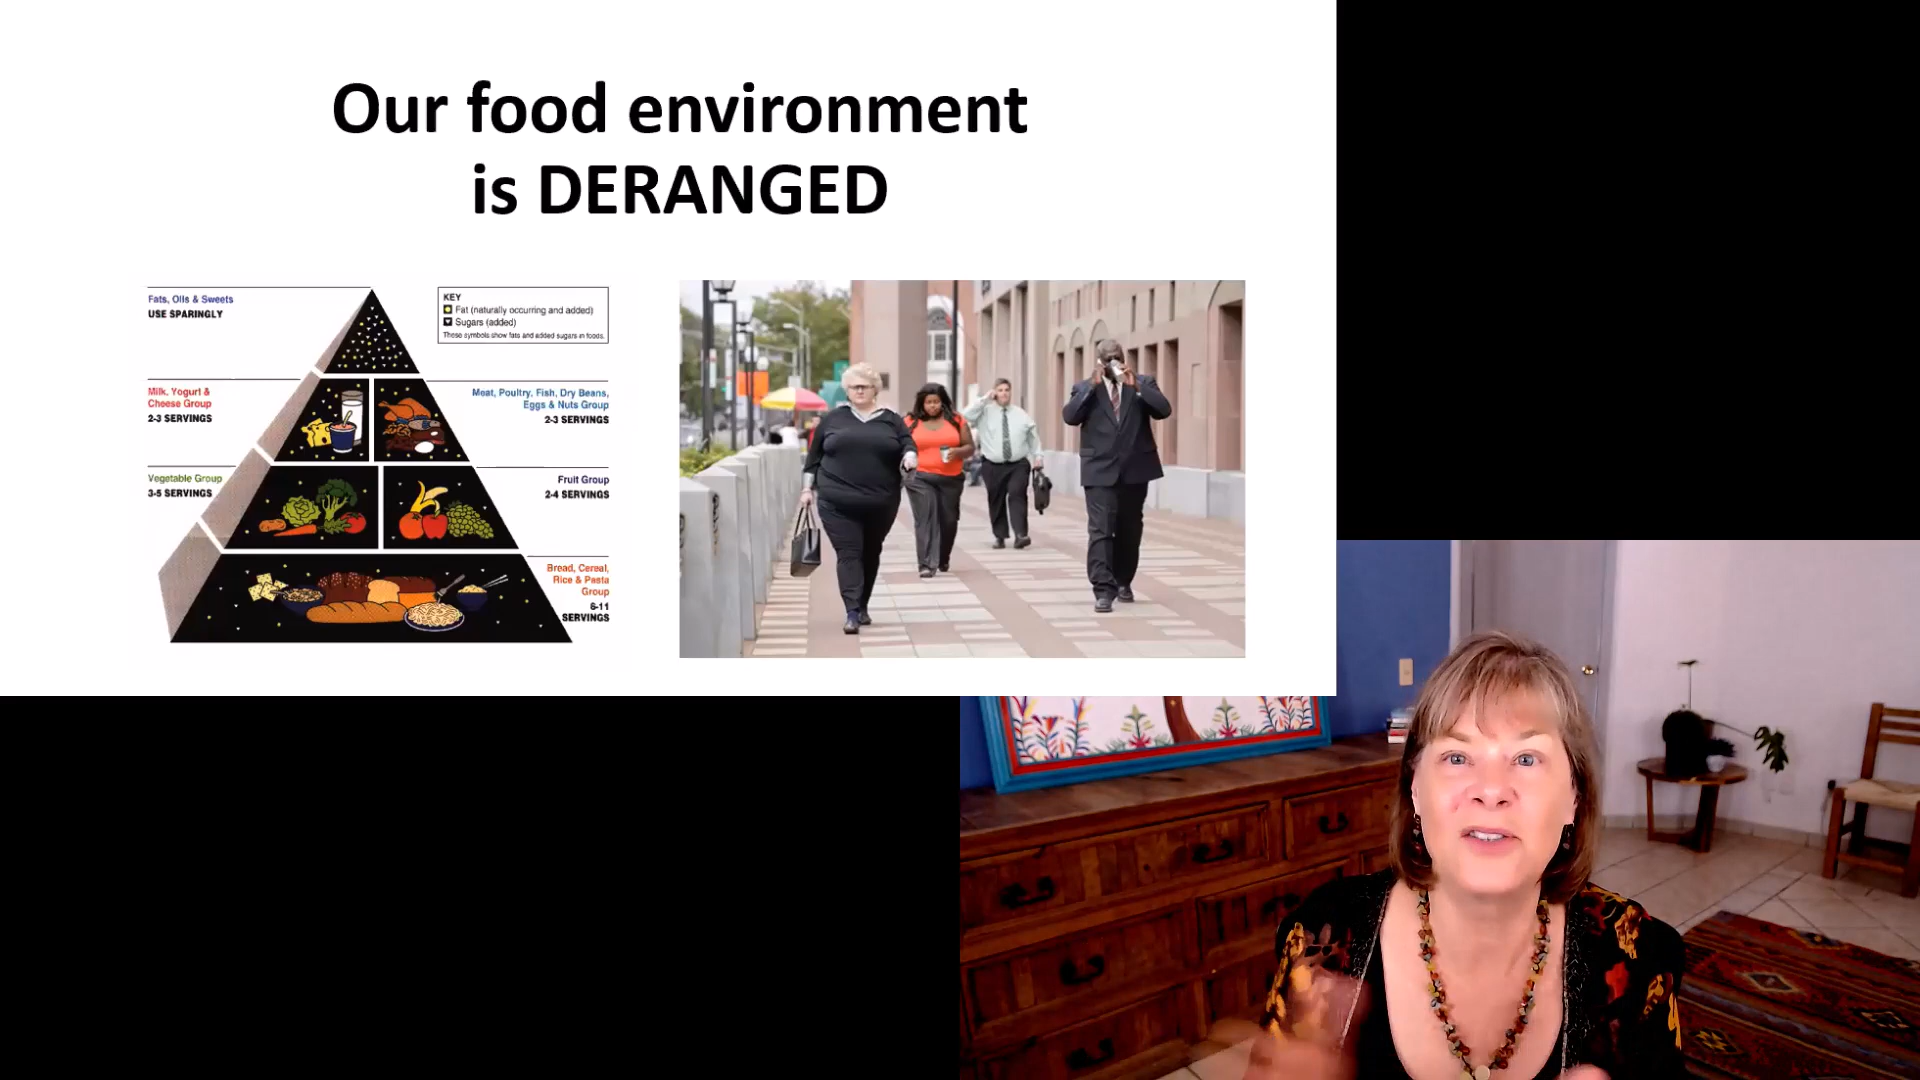 Our food environment
is DERANGED
Fats, Oils & Sweets
USE SPARINGLY
KEY
Fat (naturally occurring and added)
Sugars (added)
These symbols show fats and added sugars in foods.
Milk, Yogurt &
Cheese Group
2-3 SERVINGS
Meat, Poultry, Fish, Dry Beans,
Eggs & Nuts Group
2-3 SERVINGS
Vegetable Group
3-5 SERVINGS
Fruit Group
2-4 SERVINGS
Bread, Cereal,
Rice & Pasta
Group
6-11
SERVINGS